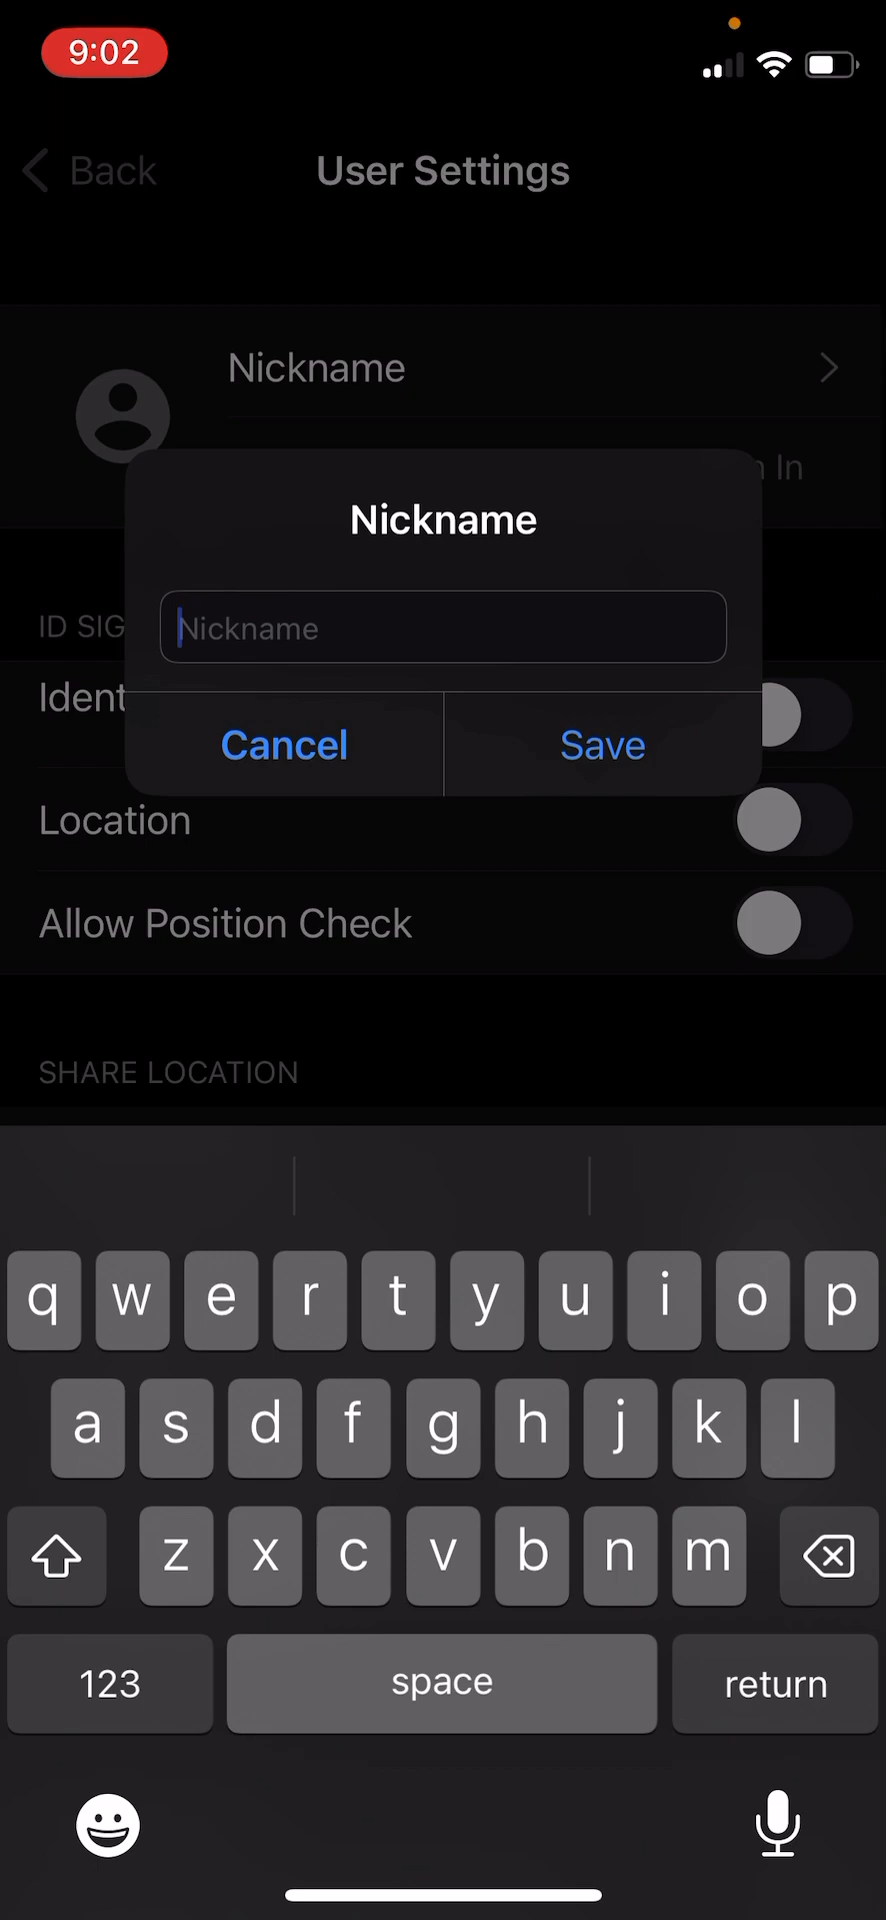 9:02
Back
User Settings
Nickname
In
Nickname
Nickname
ID SIG
Ident
Cancel
Save
Location
Allow Position Check
SHARE LOCATION
q w e r t y u i o p
a s d f g h j k l
z x c v b n m
123
space
return